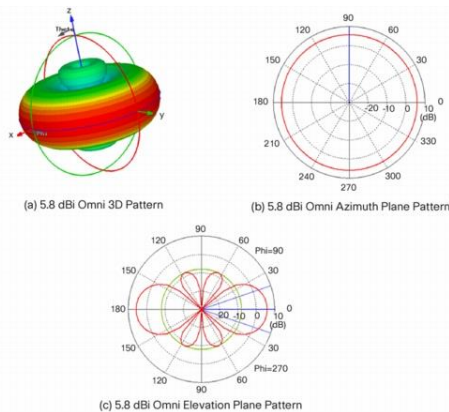 z
Theta
x
Phi
y
(a) 5.8 dBi Omni 3D Pattern
90
120
60
150
30
180
-20 -10 0 10
0
(dB)
210
330
240
300
270
(b) 5.8 dBi Omni Azimuth Plane Pattern
90
120
60
Phi=90
150
30
180
-20 -10 0 10
0
(dB)
150
30
120
60
Phi=270
90
(c) 5.8 dBi Omni Elevation Plane Pattern